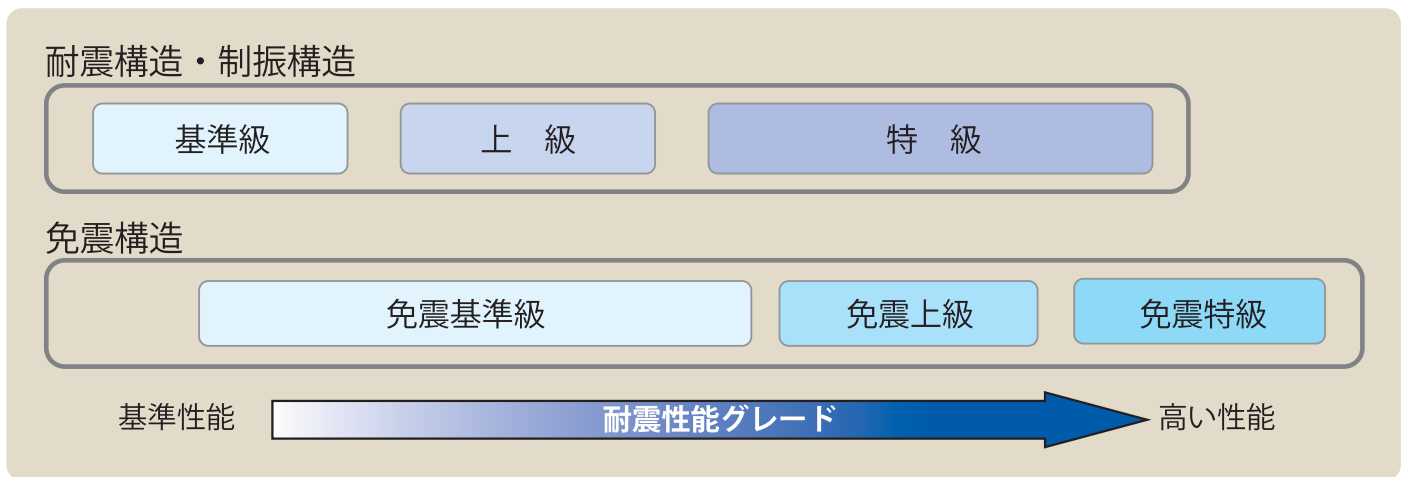 耐震構造・制振構造
基準級
上　級
特　級
免震構造
免震基準級
免震上級
免震特級
基準性能
耐震性能グレード
高い性能